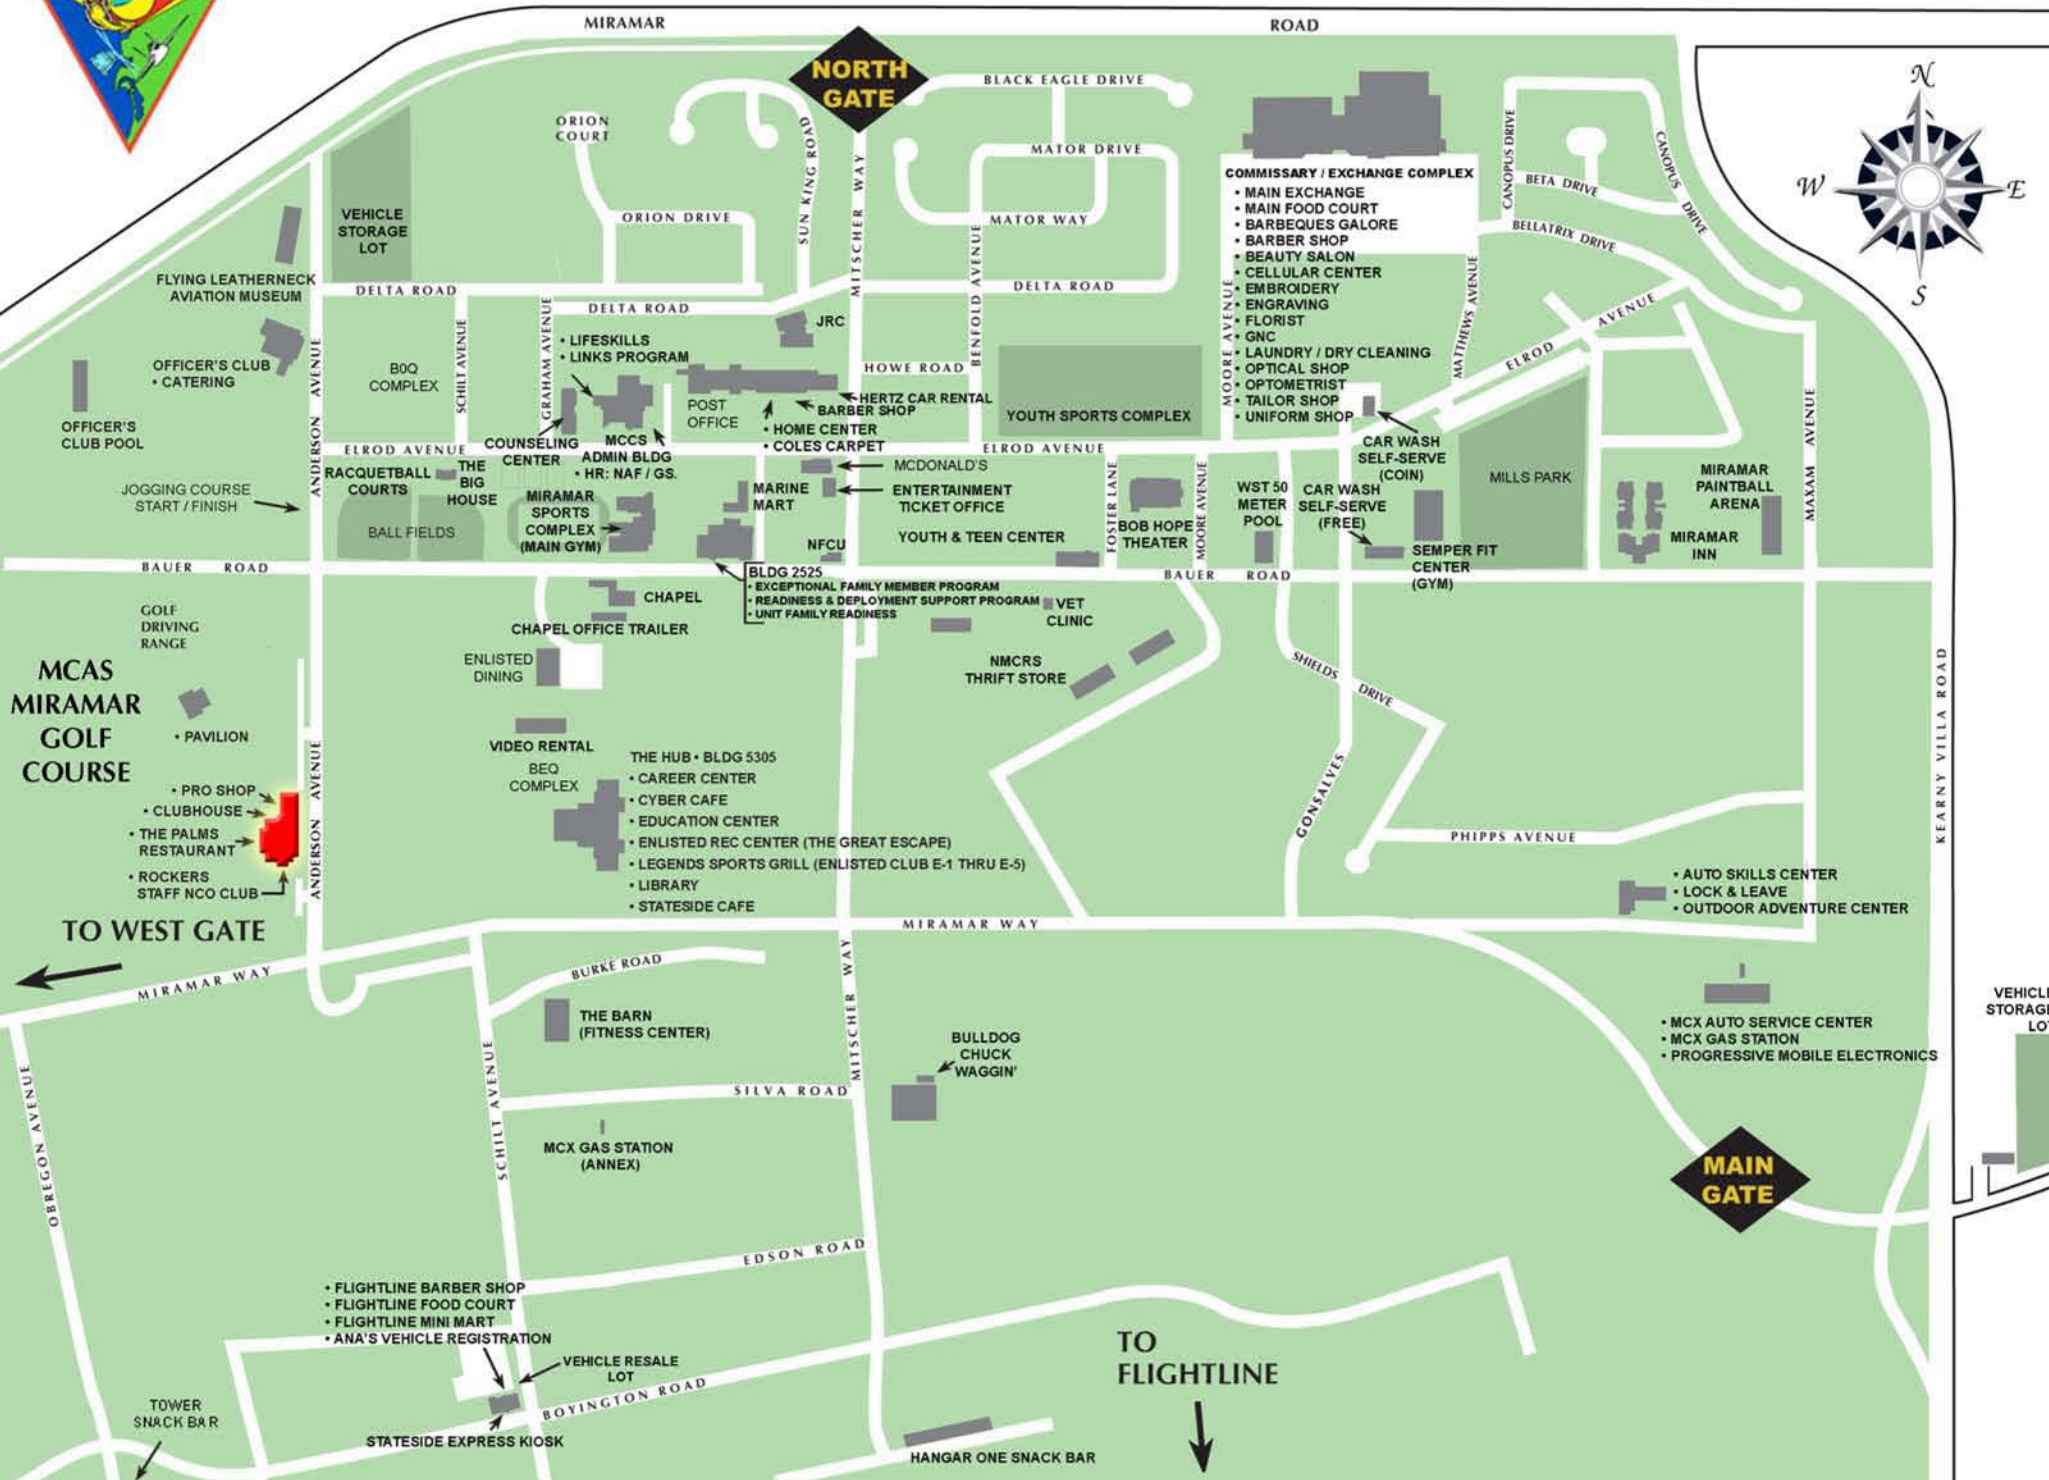 MIRAMAR ROAD
NORTH
GATE
BLACK EAGLE DRIVE
ORION
COURT
SUN KING ROAD
MITSCHER WAY
MATOR DRIVE
ORION DRIVE
MATOR WAY
BENFOLD AVENUE
DELTA ROAD
DELTA ROAD
DELTA ROAD
N
W
E
S
CANOPUS DRIVE
CANOPUS DRIVE
BETA DRIVE
BELLATRIX DRIVE
COMMISSARY / EXCHANGE COMPLEX
• MAIN EXCHANGE
• MAIN FOOD COURT
• BARBEQUES GALORE
• BARBER SHOP
• BEAUTY SALON
• CELLULAR CENTER
• EMBROIDERY
• ENGRAVING
• FLORIST
• GNC
• LAUNDRY / DRY CLEANING
• OPTICAL SHOP
• OPTOMETRIST
• TAILOR SHOP
• UNIFORM SHOP
MOORE AVENUE
MATTHEWS AVENUE
ELROD AVENUE
VEHICLE
STORAGE
LOT
FLYING LEATHERNECK
AVIATION MUSEUM
OFFICER'S CLUB
• CATERING
OFFICER'S
CLUB POOL
ANDERSON AVENUE
B0Q
COMPLEX
SCHILT AVENUE
GRAHAM AVENUE
• LIFESKILLS
• LINKS PROGRAM
JRC
HOWE ROAD
POST
OFFICE
HERTZ CAR RENTAL
BARBER SHOP
• HOME CENTER
• COLES CARPET
YOUTH SPORTS COMPLEX
ELROD AVENUE
ELROD AVENUE
COUNSELING
CENTER
MCCS
ADMIN BLDG
• HR: NAF / GS.
RACQUETBALL
COURTS
THE
BIG
HOUSE
JOGGING COURSE
START / FINISH
BALL FIELDS
MIRAMAR
SPORTS
COMPLEX
(MAIN GYM)
MARINE
MART
MCDONALD'S
ENTERTAINMENT
TICKET OFFICE
YOUTH & TEEN CENTER
NFCU
FOSTER LANE
BOB HOPE
THEATER
MOORE AVENUE
WST 50
METER
POOL
CAR WASH
SELF-SERVE
(COIN)
CAR WASH
SELF-SERVE
(FREE)
SEMPER FIT
CENTER
(GYM)
MILLS PARK
MIRAMAR
PAINTBALL
ARENA
MIRAMAR
INN
MAXAM AVENUE
BAUER ROAD
BAUER ROAD
BLDG 2525
• EXCEPTIONAL FAMILY MEMBER PROGRAM
• READINESS & DEPLOYMENT SUPPORT PROGRAM
• UNIT FAMILY READINESS
CHAPEL
CHAPEL OFFICE TRAILER
VET
CLINIC
GOLF
DRIVING
RANGE
MCAS
MIRAMAR
GOLF
COURSE
• PAVILION
ENLISTED
DINING
NMCRS
THRIFT STORE
SHIELDS DRIVE
KEARNY VILLA ROAD
VIDEO RENTAL
BEQ
COMPLEX
THE HUB • BLDG 5305
• CAREER CENTER
• CYBER CAFE
• EDUCATION CENTER
• ENLISTED REC CENTER (THE GREAT ESCAPE)
• LEGENDS SPORTS GRILL (ENLISTED CLUB E-1 THRU E-5)
• LIBRARY
• STATESIDE CAFE
• PRO SHOP
• CLUBHOUSE
• THE PALMS
RESTAURANT
• ROCKERS
STAFF NCO CLUB
ANDERSON AVENUE
GONSALVES
PHIPPS AVENUE
• AUTO SKILLS CENTER
• LOCK & LEAVE
• OUTDOOR ADVENTURE CENTER
TO WEST GATE
MIRAMAR WAY
MIRAMAR WAY
BURKE ROAD
MITSCHER WAY
THE BARN
(FITNESS CENTER)
BULLDOG
CHUCK
WAGGIN'
• MCX AUTO SERVICE CENTER
• MCX GAS STATION
• PROGRESSIVE MOBILE ELECTRONICS
VEHICLE
STORAGE
LOT
OBREGON AVENUE
SCHILT AVENUE
SILVA ROAD
MCX GAS STATION
(ANNEX)
MAIN
GATE
EDSON ROAD
• FLIGHTLINE BARBER SHOP
• FLIGHTLINE FOOD COURT
• FLIGHTLINE MINI MART
• ANA'S VEHICLE REGISTRATION
VEHICLE RESALE
LOT
TO
FLIGHTLINE
BOYINGTON ROAD
TOWER
SNACK BAR
STATESIDE EXPRESS KIOSK
HANGAR ONE SNACK BAR